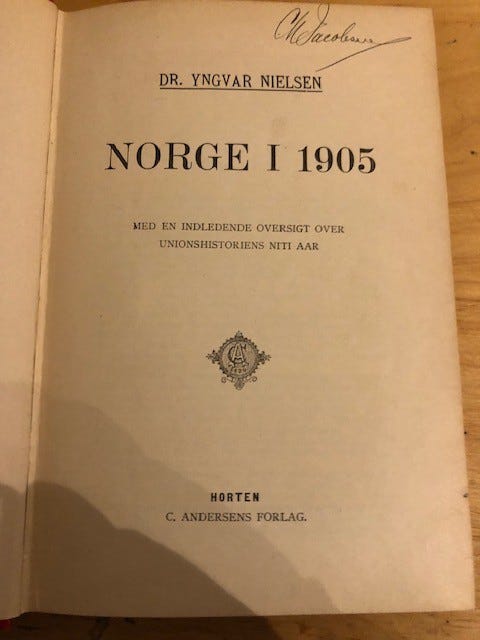 DR. YNGVAR NIELSEN
NORGE I 1905
MED EN INDLEDENDE OVERSIGT OVER
UNIONSHISTORIENS NITI AAR
HORTEN
C. ANDERSENS FORLAG.